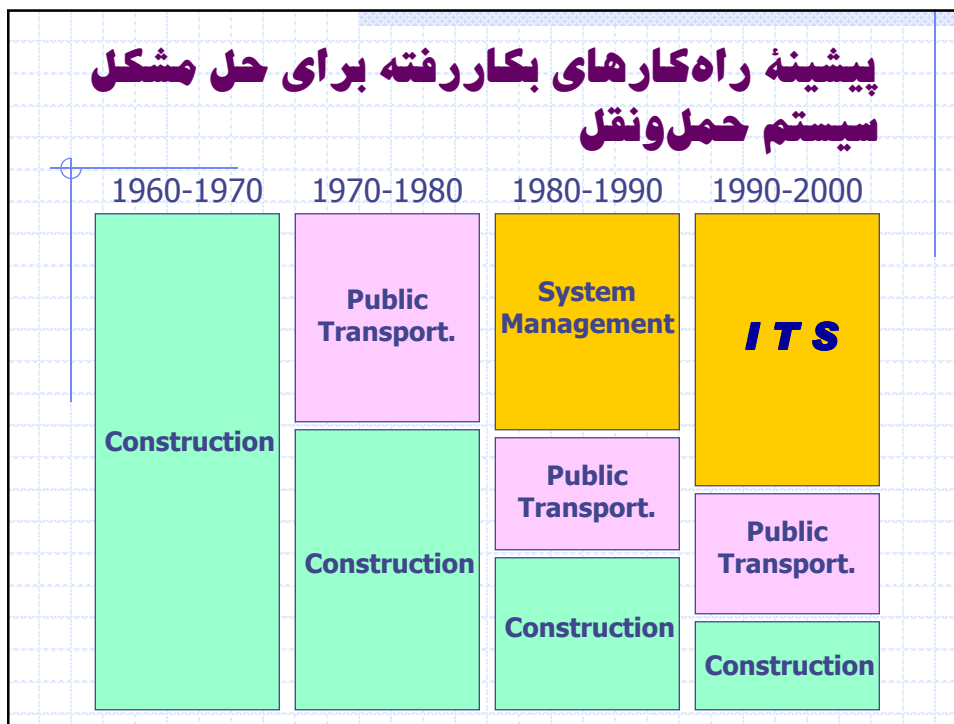 پیشینهٔ راه‌کارهای بکاررفته برای حل مشکل
سیستم حمل‌ونقل
1960-1970
1970-1980
1980-1990
1990-2000
Construction
Public
Transport.
Construction
System
Management
Public
Transport.
Construction
I T S
Public
Transport.
Construction